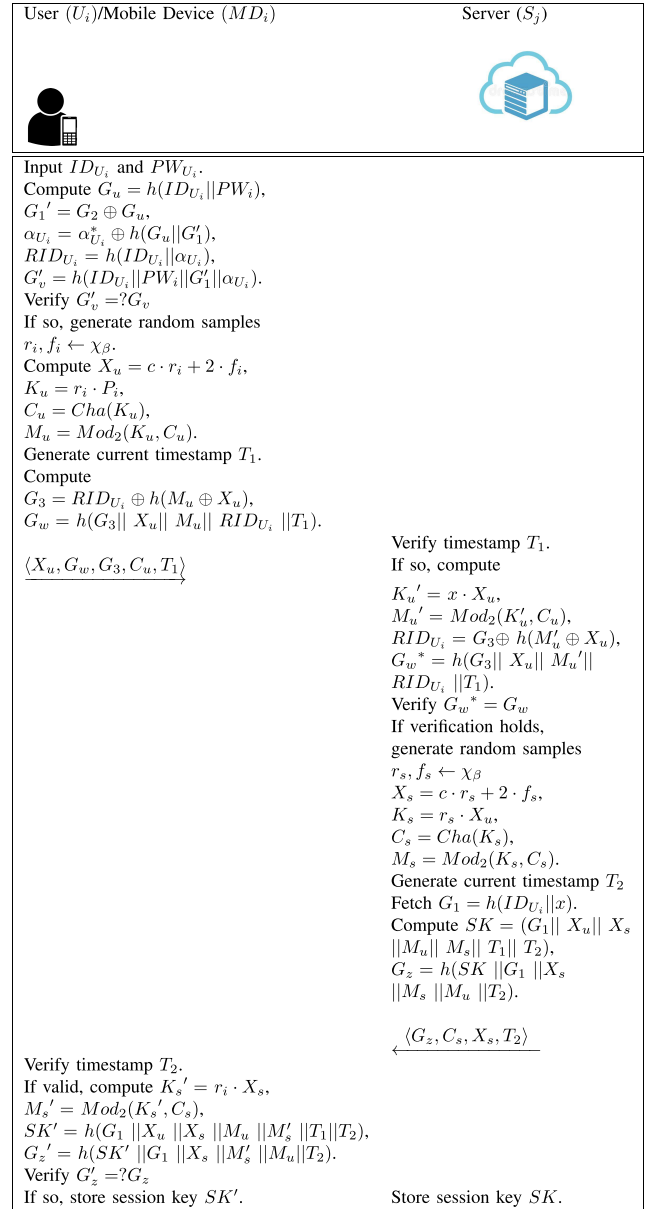 User (U_i)/Mobile Device (MD_i)
Server (S_j)
Input ID_{U_i} and PW_{U_i}.
Compute G_u = h(ID_{U_i}||PW_i),
G_1′ = G_2 ⊕ G_u,
α_{U_i} = α*_{U_i} ⊕ h(G_u||G′_1),
RID_{U_i} = h(ID_{U_i}||α_{U_i}),
G′_v = h(ID_{U_i}||PW_i||G′_1||α_{U_i}).
Verify G′_v =?G_v
If so, generate random samples
r_i, f_i ← χ_β.
Compute X_u = c · r_i + 2 · f_i,
K_u = r_i · P_i,
C_u = Cha(K_u),
M_u = Mod_2(K_u, C_u).
Generate current timestamp T_1.
Compute
G_3 = RID_{U_i} ⊕ h(M_u ⊕ X_u),
G_w = h(G_3|| X_u|| M_u|| RID_{U_i} ||T_1).
⟨X_u, G_w, G_3, C_u, T_1⟩
Verify timestamp T_1.
If so, compute
K_u′ = x · X_u,
M_u′ = Mod_2(K′_u, C_u),
RID_{U_i} = G_3⊕ h(M′_u ⊕ X_u),
G_w* = h(G_3|| X_u|| M_u′||
RID_{U_i} ||T_1).
Verify G_w* = G_w
If verification holds,
generate random samples
r_s, f_s ← χ_β
X_s = c · r_s + 2 · f_s,
K_s = r_s · X_u,
C_s = Cha(K_s),
M_s = Mod_2(K_s, C_s).
Generate current timestamp T_2
Fetch G_1 = h(ID_{U_i}||x).
Compute SK = (G_1|| X_u|| X_s
||M_u|| M_s|| T_1|| T_2),
G_z = h(SK ||G_1 ||X_s
||M_s ||M_u ||T_2).
⟨G_z, C_s, X_s, T_2⟩
Verify timestamp T_2.
If valid, compute K_s′ = r_i · X_s,
M_s′ = Mod_2(K_s′, C_s),
SK′ = h(G_1 ||X_u ||X_s ||M_u ||M′_s ||T_1||T_2),
G_z′ = h(SK′ ||G_1 ||X_s ||M′_s ||M_u||T_2).
Verify G′_z =?G_z
If so, store session key SK′.
Store session key SK.